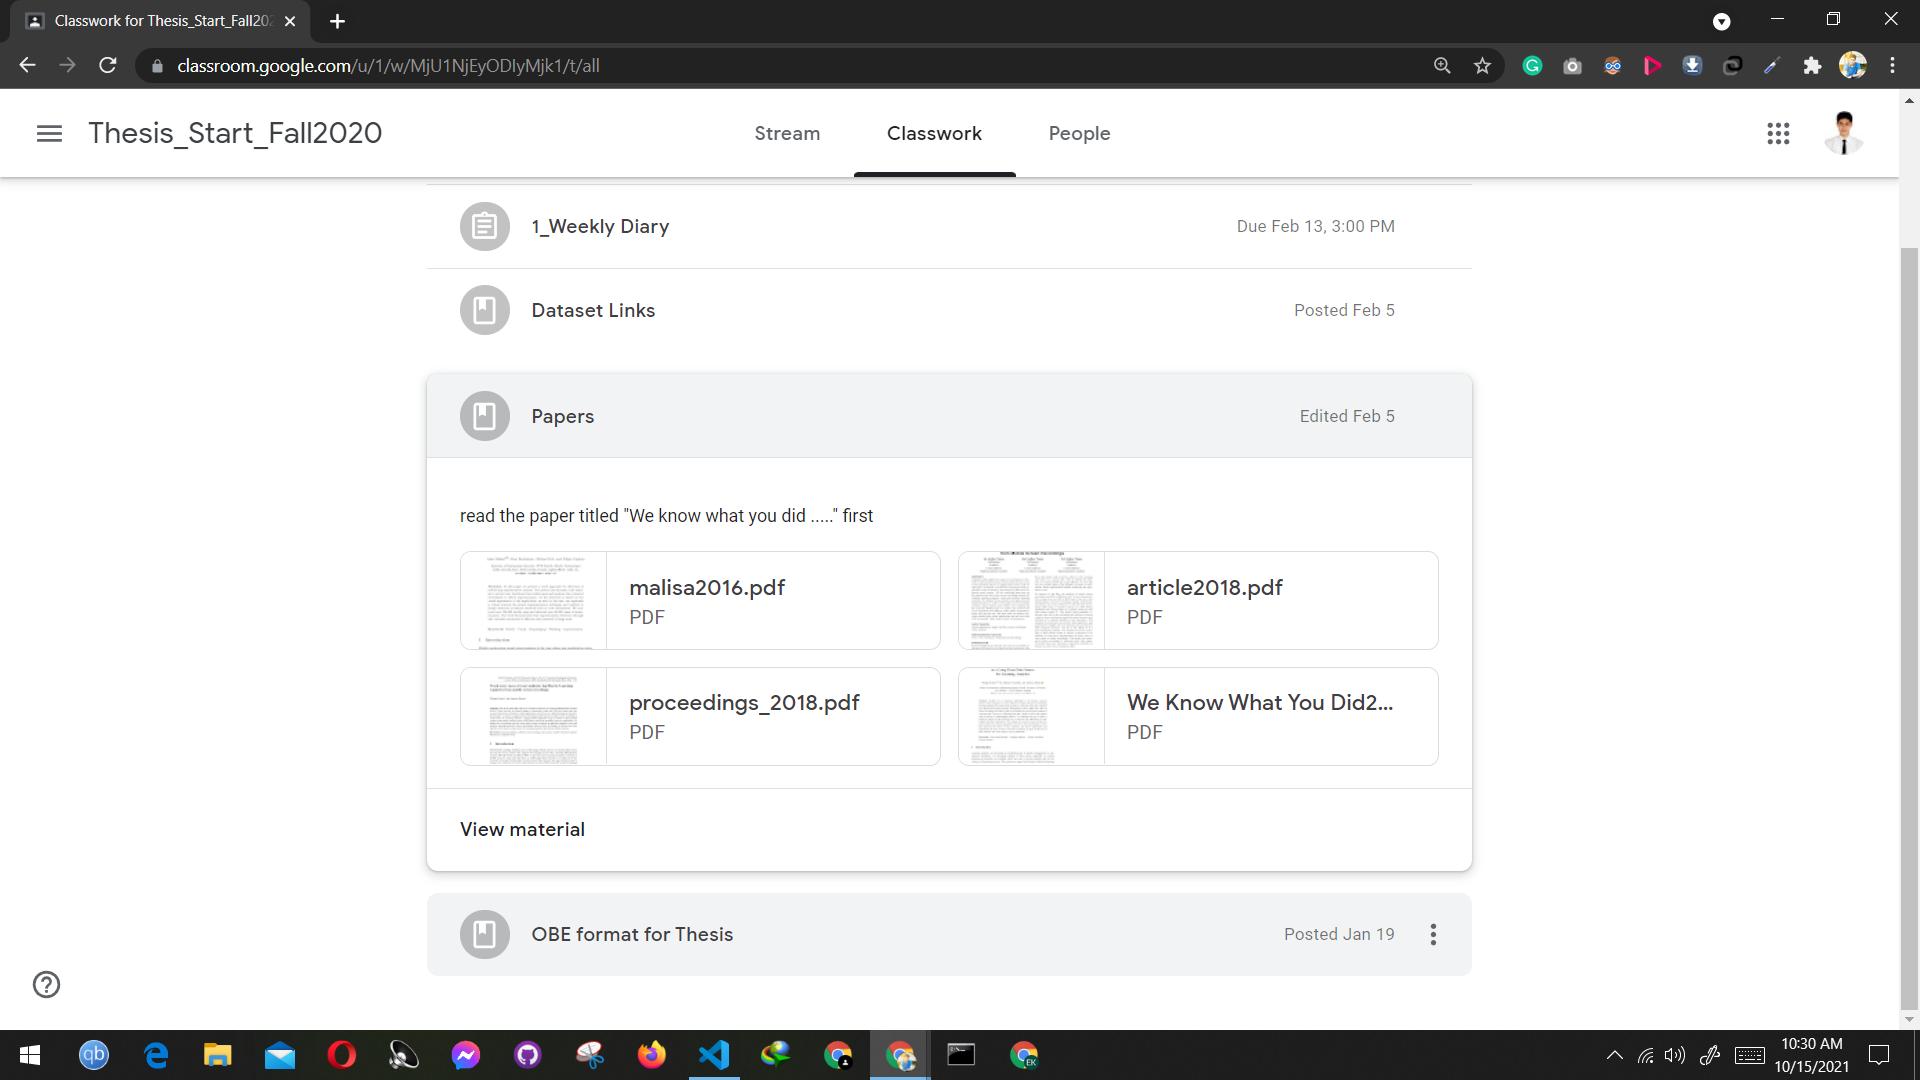 Classwork for Thesis_Start_Fall202
classroom.google.com/u/1/w/MjU1NjEyODIyMjk1/t/all
Thesis_Start_Fall2020
Stream
Classwork
People
1_Weekly Diary
Due Feb 13, 3:00 PM
Dataset Links
Posted Feb 5
Papers
Edited Feb 5
read the paper titled "We know what you did ....." first
malisa2016.pdf
PDF
article2018.pdf
PDF
proceedings_2018.pdf
PDF
We Know What You Did2...
PDF
View material
OBE format for Thesis
Posted Jan 19
qb
EK
10:30 AM
10/15/2021